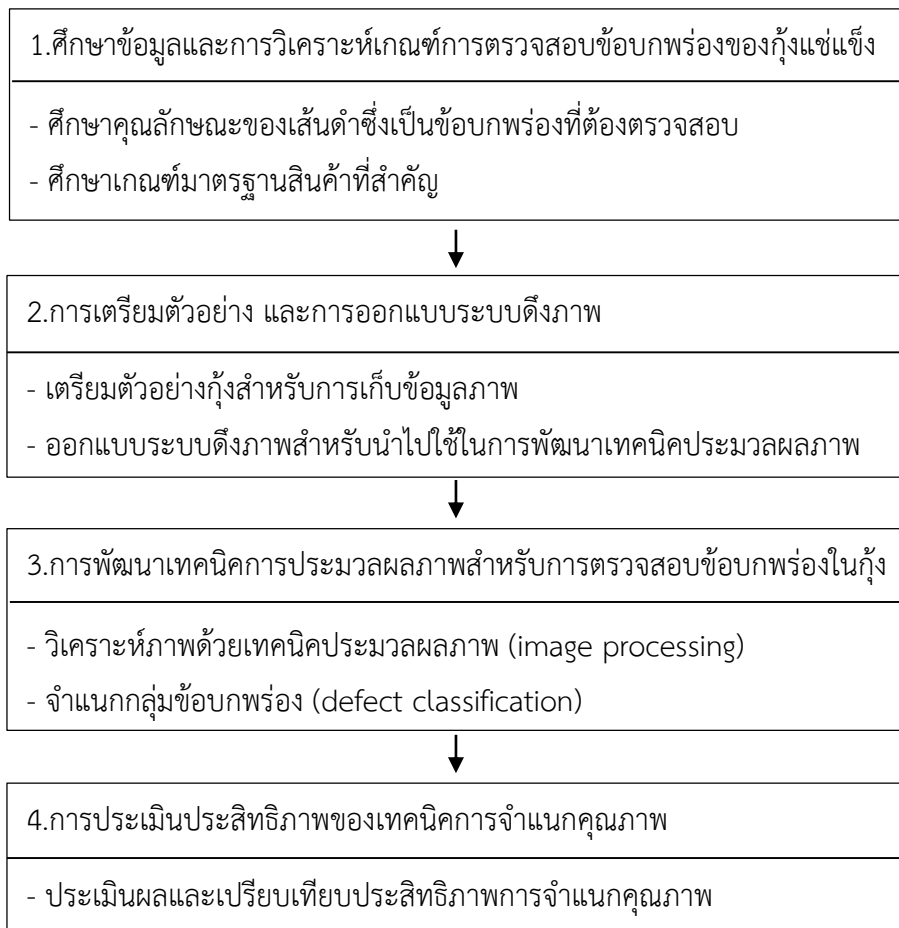 1.ศึกษาข้อมูลและการวิเคราะห์เกณฑ์การตรวจสอบข้อบกพร่องของกุ้งแช่แข็ง
- ศึกษาคุณลักษณะของเส้นดำซึ่งเป็นข้อบกพร่องที่ต้องตรวจสอบ
- ศึกษาเกณฑ์มาตรฐานสินค้าที่สำคัญ
2.การเตรียมตัวอย่าง และการออกแบบระบบดึงภาพ
- เตรียมตัวอย่างกุ้งสำหรับการเก็บข้อมูลภาพ
- ออกแบบระบบดึงภาพสำหรับนำไปใช้ในการพัฒนาเทคนิคประมวลผลภาพ
3.การพัฒนาเทคนิคการประมวลผลภาพสำหรับการตรวจสอบข้อบกพร่องในกุ้ง
- วิเคราะห์ภาพด้วยเทคนิคประมวลผลภาพ (image processing)
- จำแนกกลุ่มข้อบกพร่อง (defect classification)
4.การประเมินประสิทธิภาพของเทคนิคการจำแนกคุณภาพ
- ประเมินผลและเปรียบเทียบประสิทธิภาพการจำแนกคุณภาพ